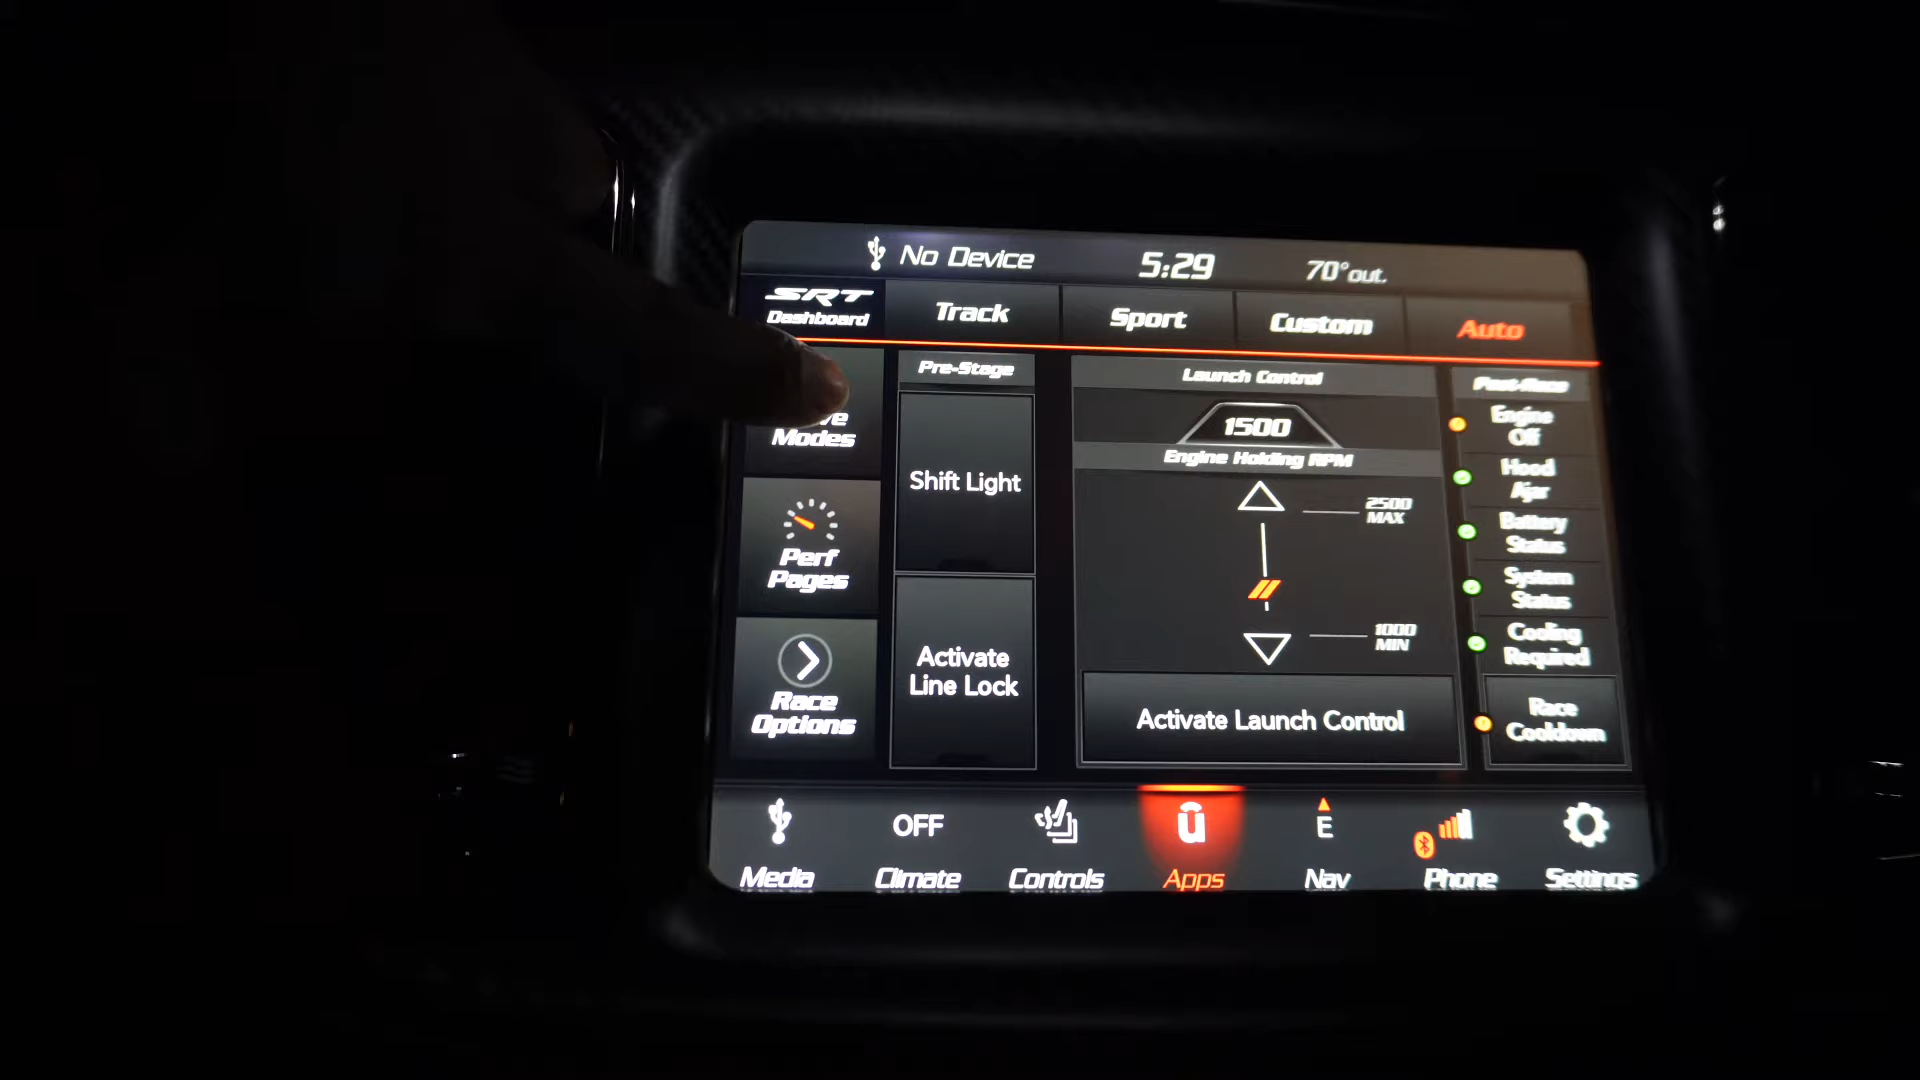 No Device
5:29
70°out.
SRT
Dashboard
Track
Sport
Custom
Auto
Modes
Perf
Pages
Race
Options
Pre-Stage
Shift Light
Activate
Line Lock
Launch Control
1500
Engine Holding RPM
2500
MAX
1000
MIN
Activate Launch Control
Post-Race
Engine
Off
Hood
Ajar
Battery
Status
System
Status
Cooling
Required
Race
Cooldown
Media
OFF
Climate
Controls
û
Apps
E
Nav
Phone
Settings